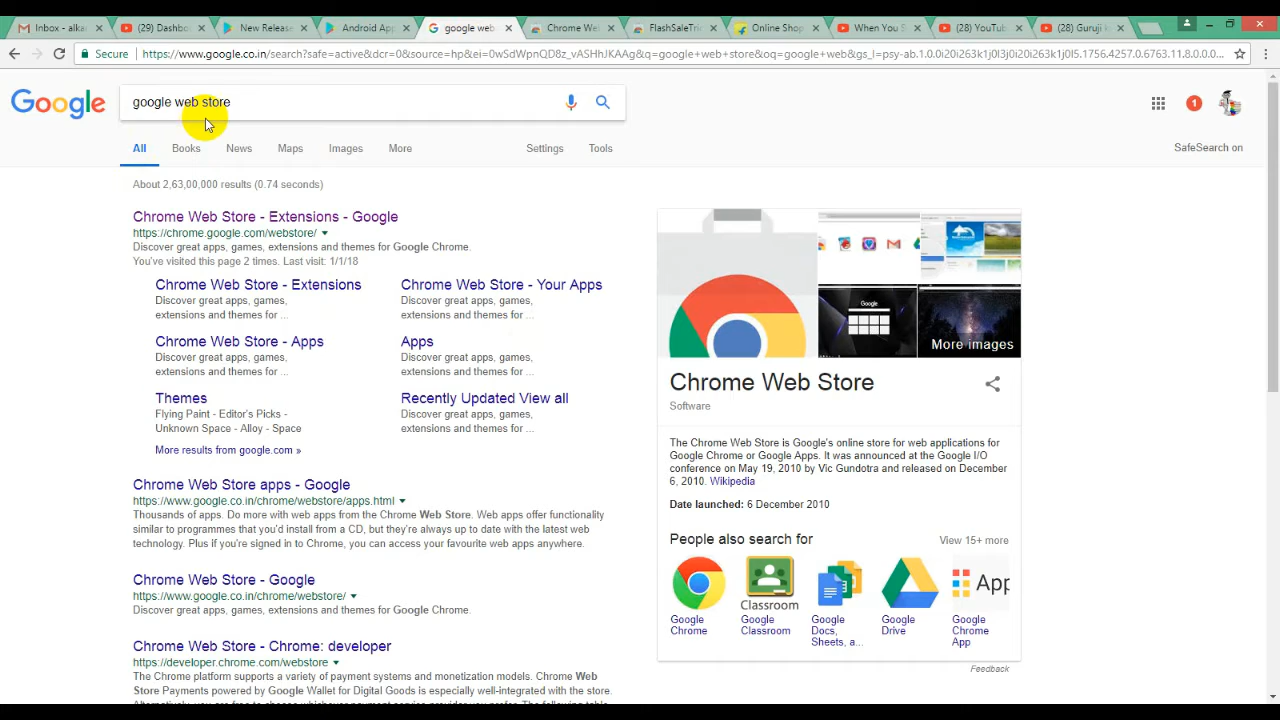 Inbox - alka
(29) Dashbo
New Release
Android App
google web
Chrome We
FlashSaleTri
Online Shop
When You S
(28) YouTub
(28) Guruji k
Secure
https://www.google.co.in/search?safe=active&dcr=0&source=hp&ei=0wSdWpnQD8z_vASHhJKAAg&q=google+web+store&oq=google+web&gs_l=psy-ab.1.0.0i20i263k1j0l3j0i20i263k1j0l5.1756.4257.0.6763.11.8.0.0.0...
Google
google web store
1
All Books News Maps Images More Settings Tools
SafeSearch on
About 2,63,00,000 results (0.74 seconds)
Chrome Web Store - Extensions - Google
https://chrome.google.com/webstore/
Discover great apps, games, extensions and themes for Google Chrome.
You've visited this page 2 times. Last visit: 1/1/18
Chrome Web Store - Extensions
Discover great apps, games,
extensions and themes for ...
Chrome Web Store - Your Apps
Discover great apps, games,
extensions and themes for ...
Chrome Web Store - Apps
Discover great apps, games,
extensions and themes for ...
Apps
Discover great apps, games,
extensions and themes for ...
Themes
Flying Paint - Editor's Picks -
Unknown Space - Alloy - Space
Recently Updated View all
Discover great apps, games,
extensions and themes for ...
More results from google.com »
Chrome Web Store apps - Google
https://www.google.co.in/chrome/webstore/apps.html
Thousands of apps. Do more with web apps from the Chrome Web Store. Web apps offer functionality
similar to programmes that you'd install from a CD, but they're always up to date with the latest web
technology. Plus if you're signed in to Chrome, you can access your favourite web apps anywhere.
Chrome Web Store - Google
https://www.google.co.in/chrome/webstore/
Discover great apps, games, extensions and themes for Google Chrome.
Chrome Web Store - Chrome: developer
https://developer.chrome.com/webstore
The Chrome platform supports a variety of payment systems and monetization models. Chrome Web
Store Payments powered by Google Wallet for Digital Goods is especially well-integrated with the store.
Google
More images
Chrome Web Store
Software
The Chrome Web Store is Google's online store for web applications for
Google Chrome or Google Apps. It was announced at the Google I/O
conference on May 19, 2010 by Vic Gundotra and released on December
6, 2010. Wikipedia
Date launched: 6 December 2010
People also search for
View 15+ more
Classroom
App
Google
Chrome
Google
Classroom
Google
Docs,
Sheets, a...
Google
Drive
Google
Chrome
App
Feedback